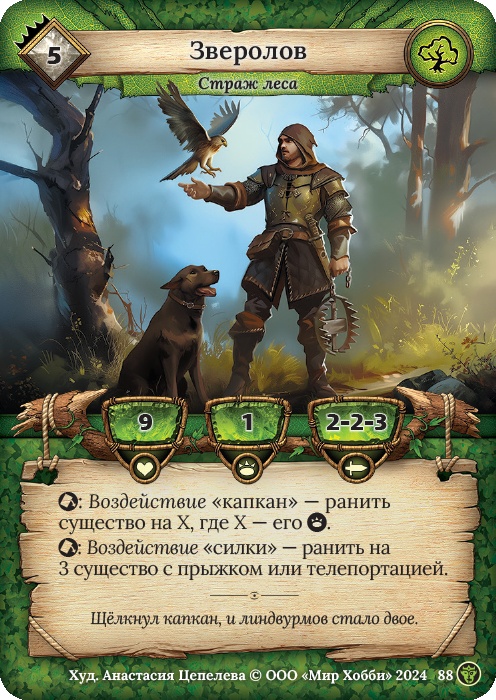 5
Зверолов
Страж леса
9
1
2-2-3
: Воздействие «капкан» — ранить
существо на X, где X — его .
: Воздействие «силки» — ранить на
3 существо с прыжком или телепортацией.
Щёлкнул капкан, и линдвурмов стало двое.
Худ. Анастасия Цепелева © ООО «Мир Хобби» 2024 88